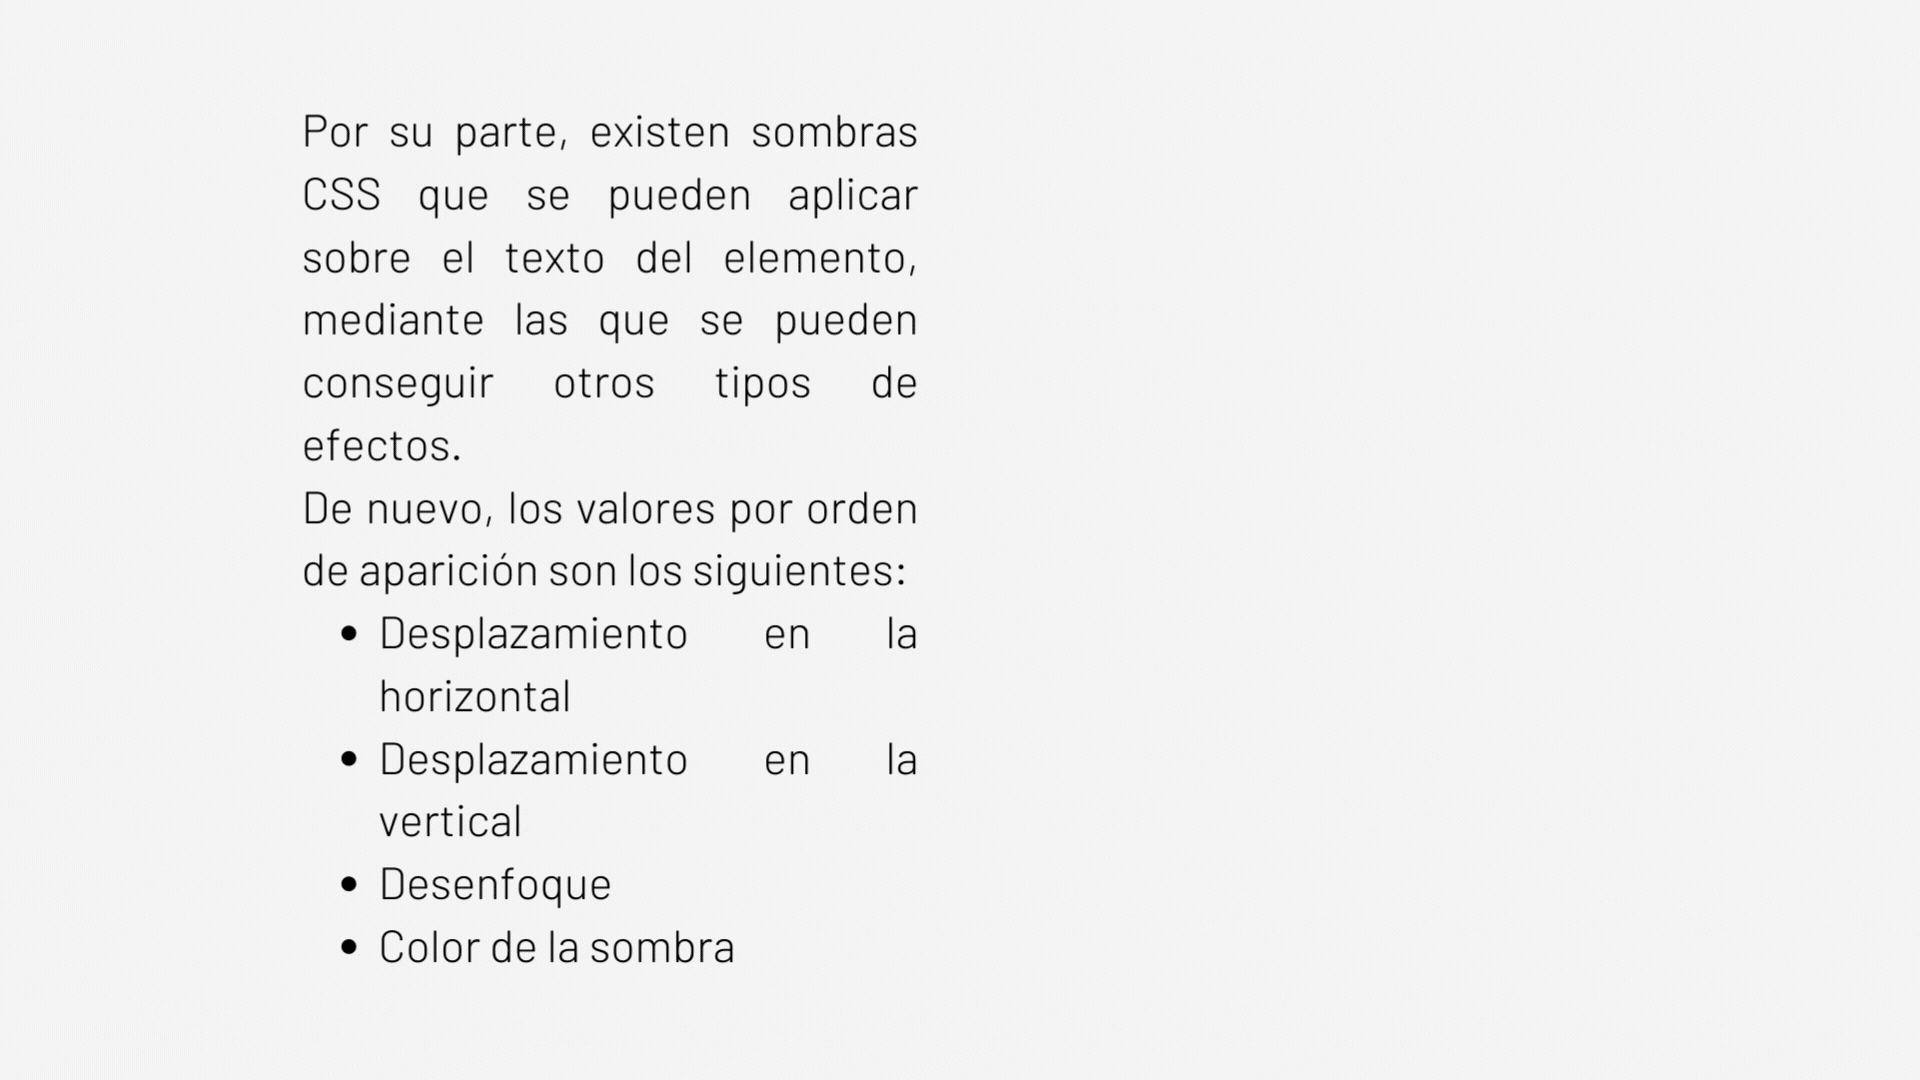 Por su parte, existen sombras
CSS que se pueden aplicar
sobre el texto del elemento,
mediante las que se pueden
conseguir otros tipos de
efectos.
De nuevo, los valores por orden
de aparición son los siguientes:
• Desplazamiento en la
horizontal
• Desplazamiento en la
vertical
• Desenfoque
• Color de la sombra